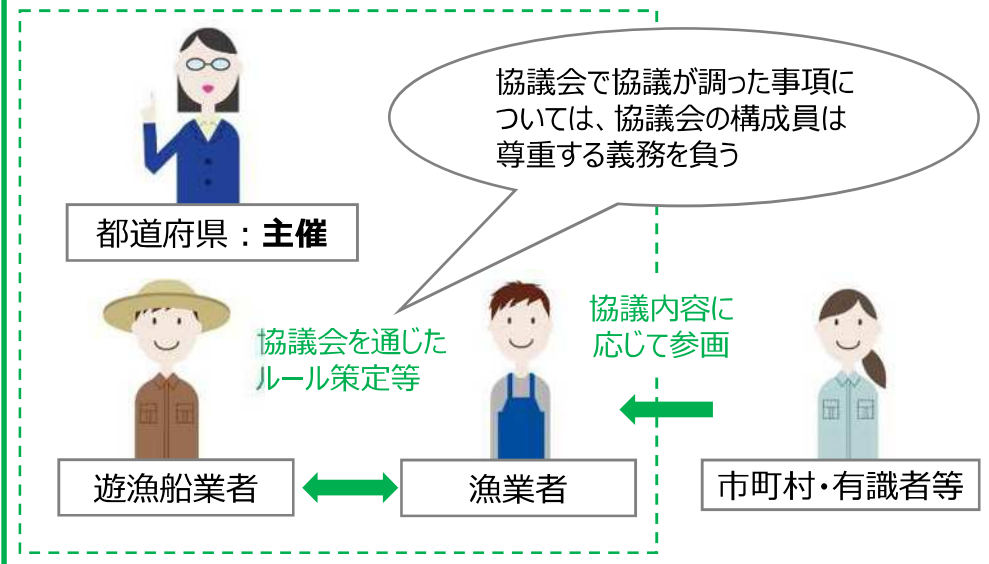 協議会で協議が調った事項に
ついては、協議会の構成員は
尊重する義務を負う
都道府県：主催
協議会を通じた
ルール策定等
協議内容に
応じて参画
遊漁船業者
漁業者
市町村・有識者等